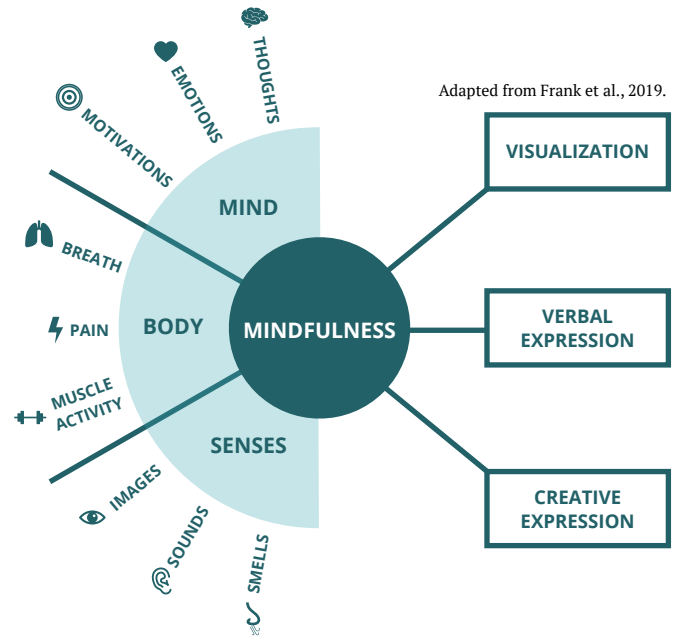 THOUGHTS
EMOTIONS
MOTIVATIONS
Adapted from Frank et al., 2019.
VISUALIZATION
MIND
BREATH
BODY
MINDFULNESS
PAIN
VERBAL
EXPRESSION
MUSCLE
ACTIVITY
SENSES
IMAGES
SOUNDS
SMELLS
CREATIVE
EXPRESSION